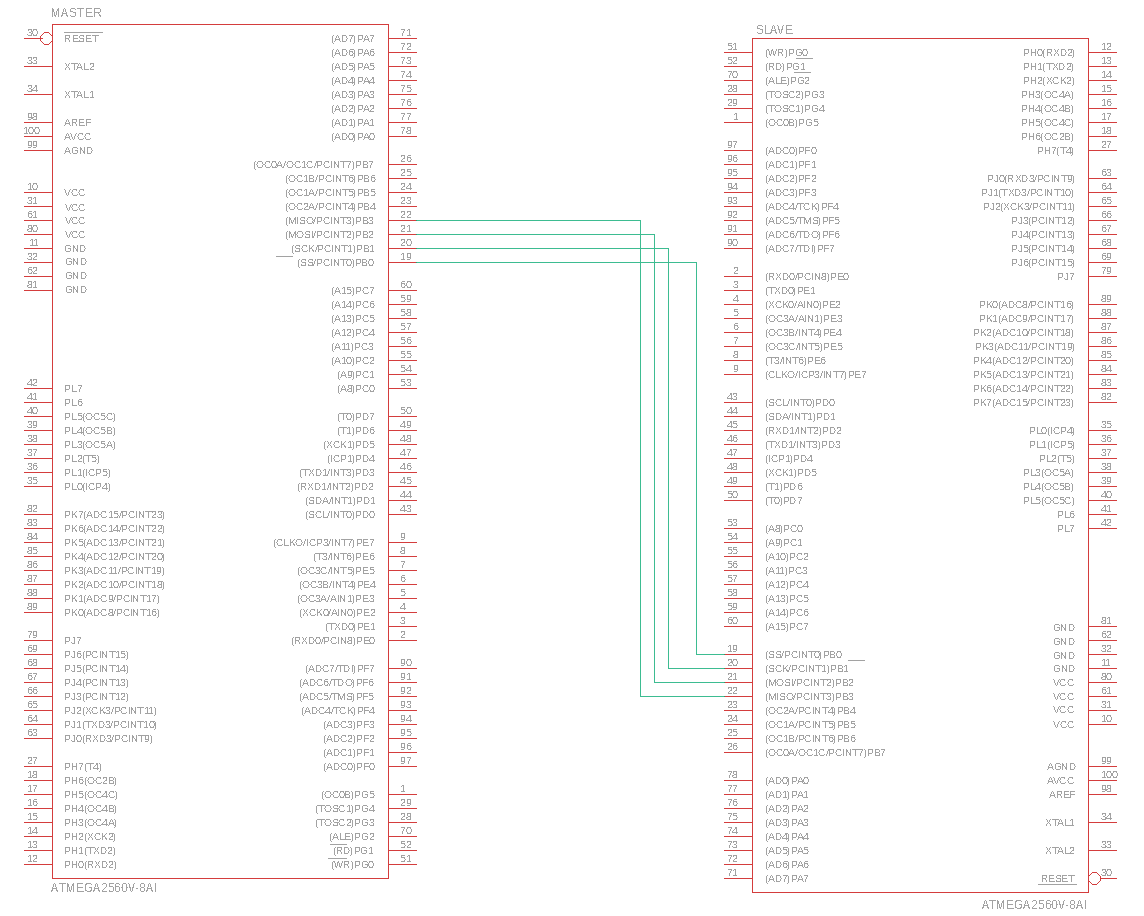 MASTER
30 RESET
33 XTAL2
34 XTAL1
98 AREF
100 AVCC
99 AGND
10 VCC
31 VCC
61 VCC
80 VCC
11 GND
32 GND
62 GND
81 GND
42 PL7
41 PL6
40 PL5(OC5C)
39 PL4(OC5B)
38 PL3(OC5A)
37 PL2(T5)
36 PL1(ICP5)
35 PL0(ICP4)
82 PK7(ADC15/PCINT23)
83 PK6(ADC14/PCINT22)
84 PK5(ADC13/PCINT21)
85 PK4(ADC12/PCINT20)
86 PK3(ADC11/PCINT19)
87 PK2(ADC10/PCINT18)
88 PK1(ADC9/PCINT17)
89 PK0(ADC8/PCINT16)
79 PJ7
69 PJ6(PCINT15)
68 PJ5(PCINT14)
67 PJ4(PCINT13)
66 PJ3(PCINT12)
65 PJ2(XCK3/PCINT11)
64 PJ1(TXD3/PCINT10)
63 PJ0(RXD3/PCINT9)
27 PH7(T4)
18 PH6(OC2B)
17 PH5(OC4C)
16 PH4(OC4B)
15 PH3(OC4A)
14 PH2(XCK2)
13 PH1(TXD2)
12 PH0(RXD2)
(AD7)PA7 71
(AD6)PA6 72
(AD5)PA5 73
(AD4)PA4 74
(AD3)PA3 75
(AD2)PA2 76
(AD1)PA1 77
(AD0)PA0 78
(OC0A/OC1C/PCINT7)PB7 26
(OC1B/PCINT6)PB6 25
(OC1A/PCINT5)PB5 24
(OC2A/PCINT4)PB4 23
(MISO/PCINT3)PB3 22
(MOSI/PCINT2)PB2 21
(SCK/PCINT1)PB1 20
(SS/PCINT0)PB0 19
(A15)PC7 60
(A14)PC6 59
(A13)PC5 58
(A12)PC4 57
(A11)PC3 56
(A10)PC2 55
(A9)PC1 54
(A8)PC0 53
(T0)PD7 50
(T1)PD6 49
(XCK1)PD5 48
(ICP1)PD4 47
(TXD1/INT3)PD3 46
(RXD1/INT2)PD2 45
(SDA/INT1)PD1 44
(SCL/INT0)PD0 43
(CLKO/ICP3/INT7)PE7 9
(T3/INT6)PE6 8
(OC3C/INT5)PE5 7
(OC3B/INT4)PE4 6
(OC3A/AIN1)PE3 5
(XCK0/AIN0)PE2 4
(TXD0)PE1 3
(RXD0/PCIN8)PE0 2
(ADC7/TDI)PF7 90
(ADC6/TDO)PF6 91
(ADC5/TMS)PF5 92
(ADC4/TCK)PF4 93
(ADC3)PF3 94
(ADC2)PF2 95
(ADC1)PF1 96
(ADC0)PF0 97
(OC0B)PG5 1
(TOSC1)PG4 29
(TOSC2)PG3 28
(ALE)PG2 70
(RD)PG1 52
(WR)PG0 51
ATMEGA2560V-8AI
SLAVE
51 (WR)PG0
52 (RD)PG1
70 (ALE)PG2
28 (TOSC2)PG3
29 (TOSC1)PG4
1 (OC0B)PG5
97 (ADC0)PF0
96 (ADC1)PF1
95 (ADC2)PF2
94 (ADC3)PF3
93 (ADC4/TCK)PF4
92 (ADC5/TMS)PF5
91 (ADC6/TDO)PF6
90 (ADC7/TDI)PF7
2 (RXD0/PCIN8)PE0
3 (TXD0)PE1
4 (XCK0/AIN0)PE2
5 (OC3A/AIN1)PE3
6 (OC3B/INT4)PE4
7 (OC3C/INT5)PE5
8 (T3/INT6)PE6
9 (CLKO/ICP3/INT7)PE7
43 (SCL/INT0)PD0
44 (SDA/INT1)PD1
45 (RXD1/INT2)PD2
46 (TXD1/INT3)PD3
47 (ICP1)PD4
48 (XCK1)PD5
49 (T1)PD6
50 (T0)PD7
53 (A8)PC0
54 (A9)PC1
55 (A10)PC2
56 (A11)PC3
57 (A12)PC4
58 (A13)PC5
59 (A14)PC6
60 (A15)PC7
19 (SS/PCINT0)PB0
20 (SCK/PCINT1)PB1
21 (MOSI/PCINT2)PB2
22 (MISO/PCINT3)PB3
23 (OC2A/PCINT4)PB4
24 (OC1A/PCINT5)PB5
25 (OC1B/PCINT6)PB6
26 (OC0A/OC1C/PCINT7)PB7
78 (AD0)PA0
77 (AD1)PA1
76 (AD2)PA2
75 (AD3)PA3
74 (AD4)PA4
73 (AD5)PA5
72 (AD6)PA6
71 (AD7)PA7
PH0(RXD2) 12
PH1(TXD2) 13
PH2(XCK2) 14
PH3(OC4A) 15
PH4(OC4B) 16
PH5(OC4C) 17
PH6(OC2B) 18
PH7(T4) 27
PJ0(RXD3/PCINT9) 63
PJ1(TXD3/PCINT10) 64
PJ2(XCK3/PCINT11) 65
PJ3(PCINT12) 66
PJ4(PCINT13) 67
PJ5(PCINT14) 68
PJ6(PCINT15) 69
PJ7 79
PK0(ADC8/PCINT16) 89
PK1(ADC9/PCINT17) 88
PK2(ADC10/PCINT18) 87
PK3(ADC11/PCINT19) 86
PK4(ADC12/PCINT20) 85
PK5(ADC13/PCINT21) 84
PK6(ADC14/PCINT22) 83
PK7(ADC15/PCINT23) 82
PL0(ICP4) 35
PL1(ICP5) 36
PL2(T5) 37
PL3(OC5A) 38
PL4(OC5B) 39
PL5(OC5C) 40
PL6 41
PL7 42
GND 81
GND 62
GND 32
GND 11
VCC 80
VCC 61
VCC 31
VCC 10
AGND 99
AVCC 100
AREF 98
XTAL1 34
XTAL2 33
RESET 30
ATMEGA2560V-8AI